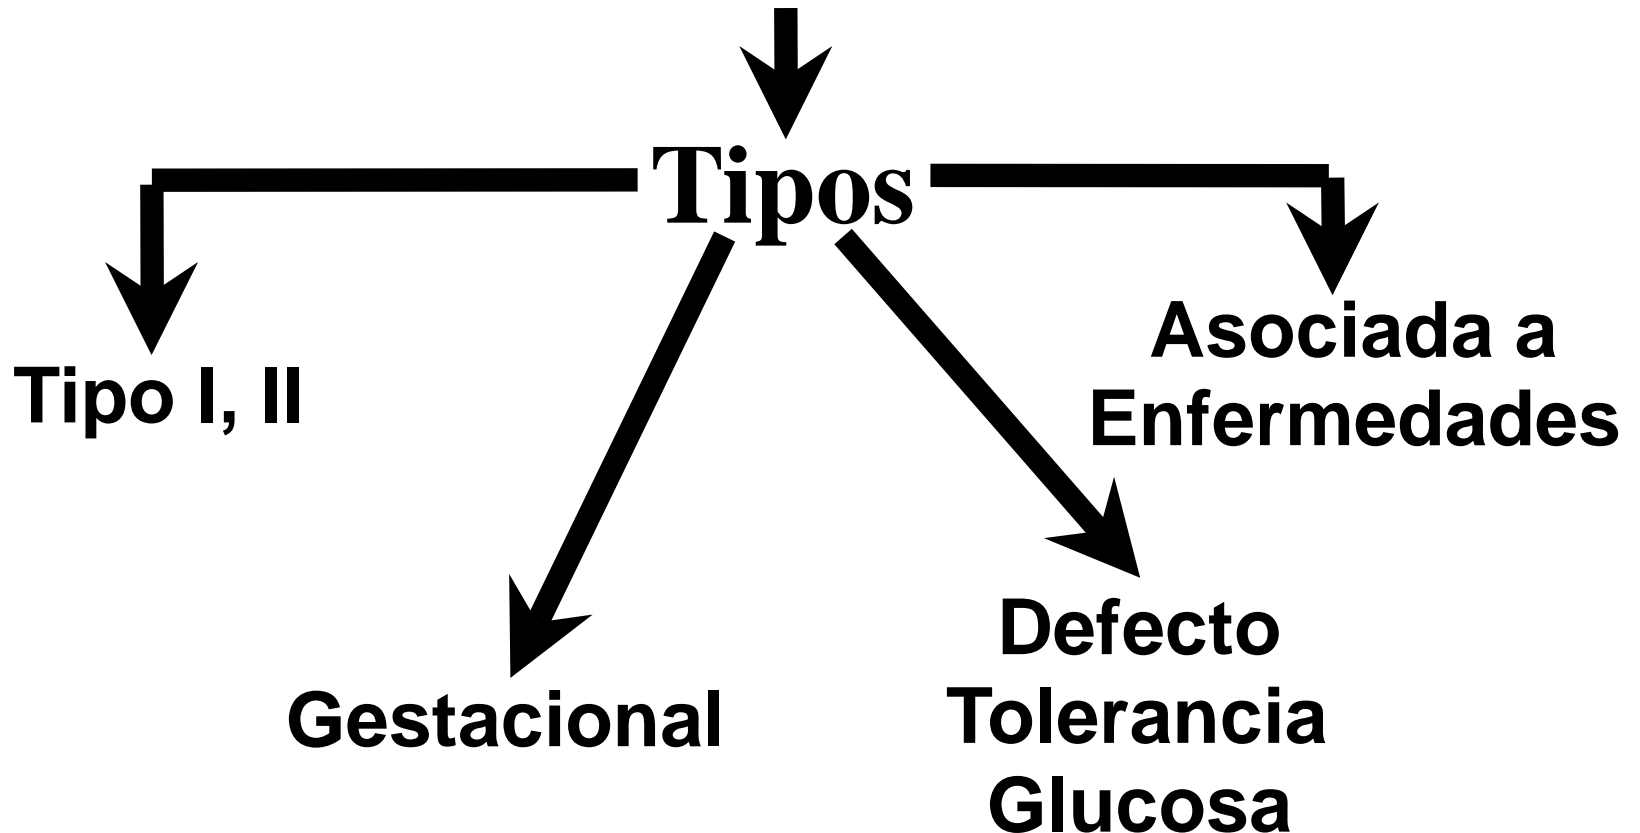 Tipos
Tipo I, II
Asociada a
Enfermedades
Gestacional
Defecto
Tolerancia
Glucosa